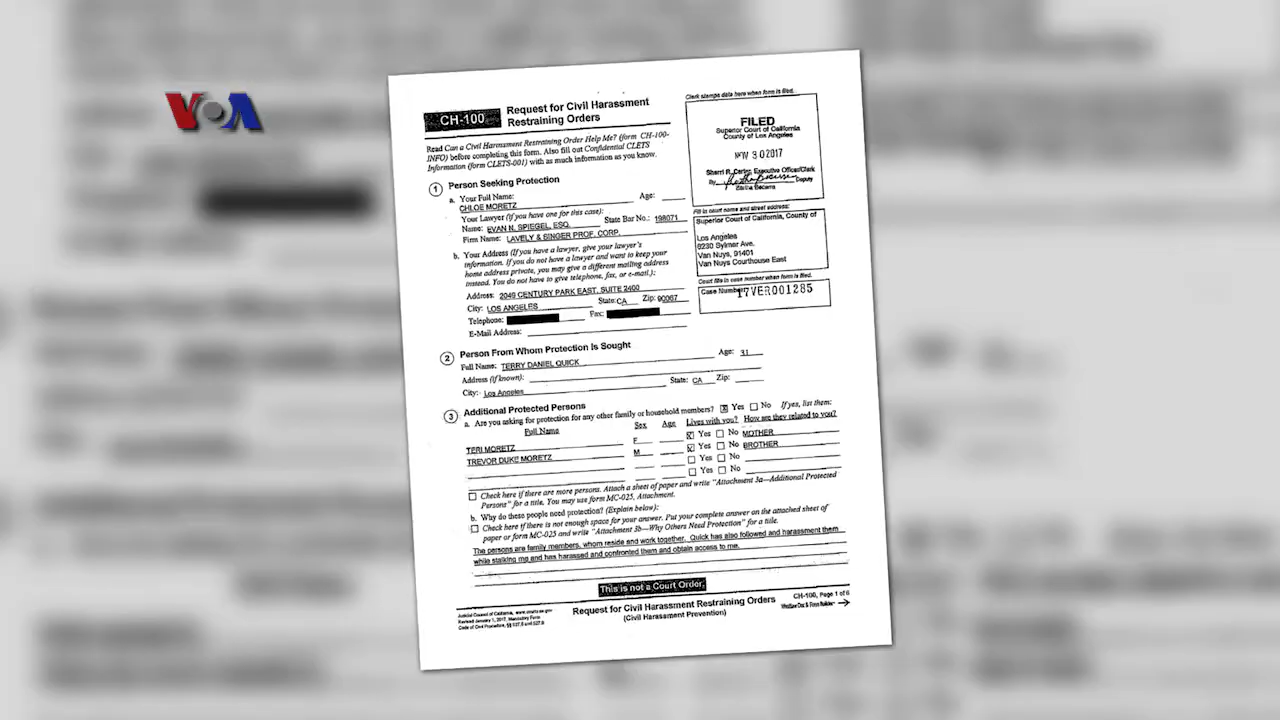 VOA
CH-100
Request for Civil Harassment
Restraining Orders
Clerk stamps date here when form is filed.
FILED
Superior Court of California
County of Los Angeles
NOV 30 2017
Sherri R. Carter, Executive Officer/Clerk
By
Deputy
Read Can a Civil Harassment Restraining Order Help Me? (form CH-100-
INFO) before completing this form. Also fill out Confidential CLETS
Information (form CLETS-001) with as much information as you know.
1 Person Seeking Protection
a. Your Full Name:
CHLOE MORETZ
Age:
Your Lawyer (if you have one for this case):
Name: EVAN N. SPIEGEL, ESQ. State Bar No.: 198071
Firm Name: LAVELY & SINGER PROF. CORP.
b. Your Address (If you have a lawyer, give your lawyer's
information. If you do not have a lawyer and want to keep your
home address private, you may give a different mailing address
instead. You do not have to give telephone, fax, or e-mail.):
Address: 2049 CENTURY PARK EAST, SUITE 2400
City: LOS ANGELES State: CA Zip: 90067
Telephone: Fax:
E-Mail Address:
Fill in court name and street address:
Superior Court of California, County of
Los Angeles
6230 Sylmar Ave.
Van Nuys, 91401
Van Nuys Courthouse East
Court fills in case number when form is filed.
Case Number:
17VERO01285
2 Person From Whom Protection Is Sought
Full Name: TERRY DANIEL QUICK Age: 31
Address (if known):
City: Los Angeles State: CA Zip:
3 Additional Protected Persons
a. Are you asking for protection for any other family or household members? x Yes No If yes, list them:
Full Name Sex Age Lives with you? How are they related to you?
TERI MORETZ F x Yes No MOTHER
TREVOR DUKE MORETZ M x Yes No BROTHER
Yes No
Yes No
Check here if there are more persons. Attach a sheet of paper and write "Attachment 3a—Additional Protected
Persons" for a title. You may use form MC-025, Attachment.
b. Why do these people need protection? (Explain below):
Check here if there is not enough space for your answer. Put your complete answer on the attached sheet of
paper or form MC-025 and write "Attachment 3b—Why Others Need Protection" for a title.
The persons are family members, whom reside and work together. Quick has also followed and harassment them
while stalking me and has harassed and confronted them and obtain access to me.
This is not a Court Order.
Judicial Council of California, www.courts.ca.gov
Revised January 1, 2017, Mandatory Form
Code of Civil Procedure, §§ 527.6 and 527.9
Request for Civil Harassment Restraining Orders
(Civil Harassment Prevention)
CH-100, Page 1 of 6